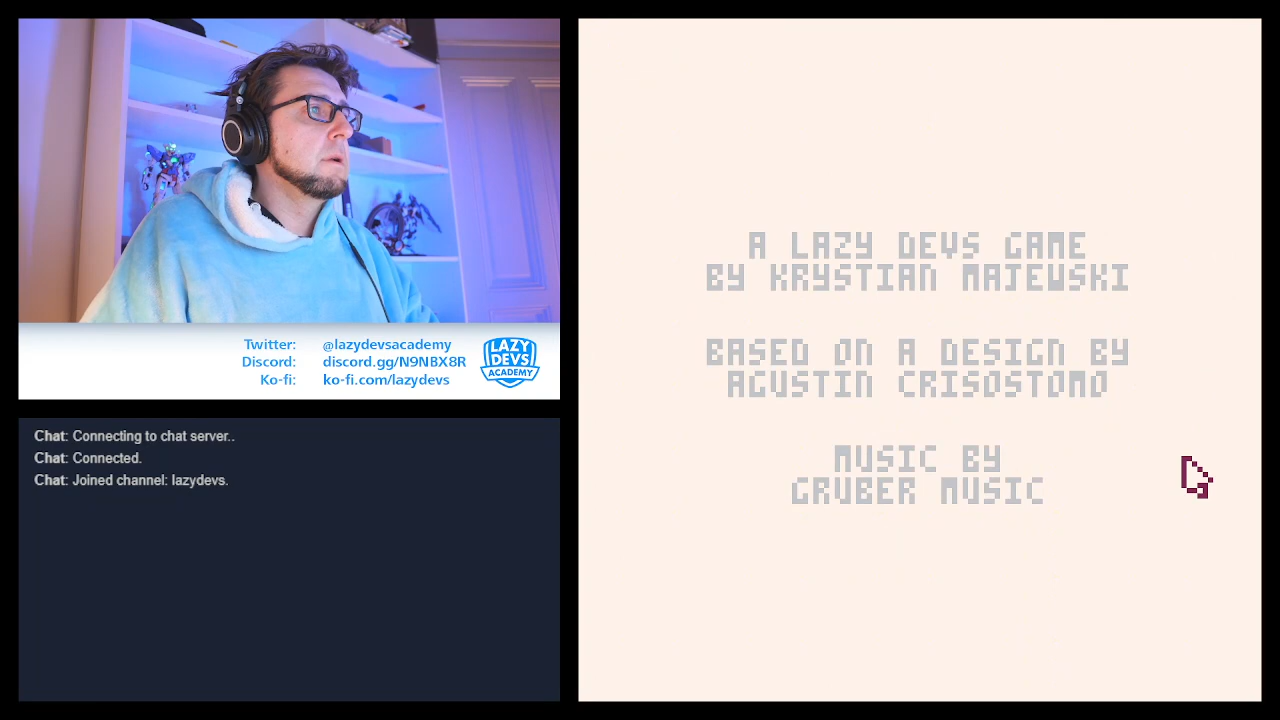 Twitter: @lazydevsacademy
Discord: discord.gg/N9NBX8R
Ko-fi: ko-fi.com/lazydevs
LAZY
DEVS
ACADEMY
Chat: Connecting to chat server..
Chat: Connected.
Chat: Joined channel: lazydevs.
A LAZY DEVS GAME
BY KRYSTIAN MAJEWSKI
BASED ON A DESIGN BY
AGUSTIN CRISOSTOMO
MUSIC BY
GRUBER MUSIC